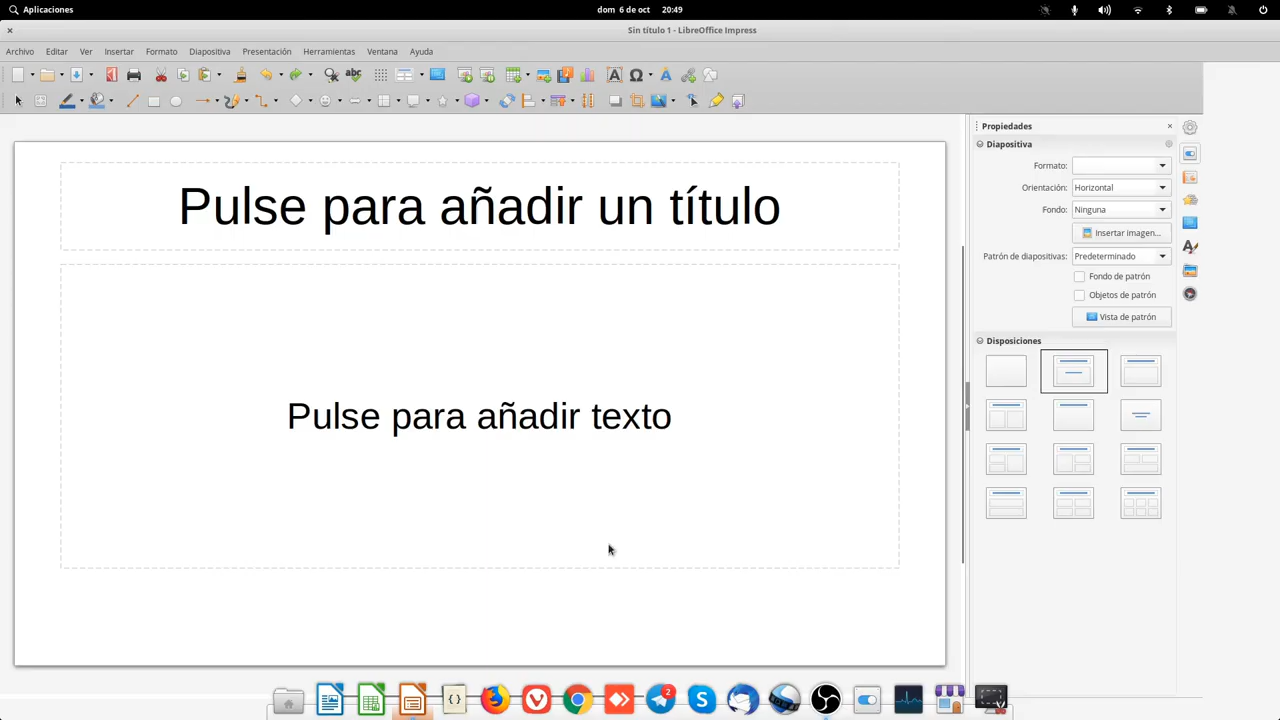 Aplicaciones
dom 6 de oct 20:49
Sin título 1 - LibreOffice Impress
Archivo Editar Ver Insertar Formato Diapositiva Presentación Herramientas Ventana Ayuda
abc
Propiedades
Diapositiva
Formato:
Orientación: Horizontal
Fondo: Ninguna
Insertar imagen...
Patrón de diapositivas: Predeterminado
Fondo de patrón
Objetos de patrón
Vista de patrón
Disposiciones
Pulse para añadir un título
Pulse para añadir texto
2